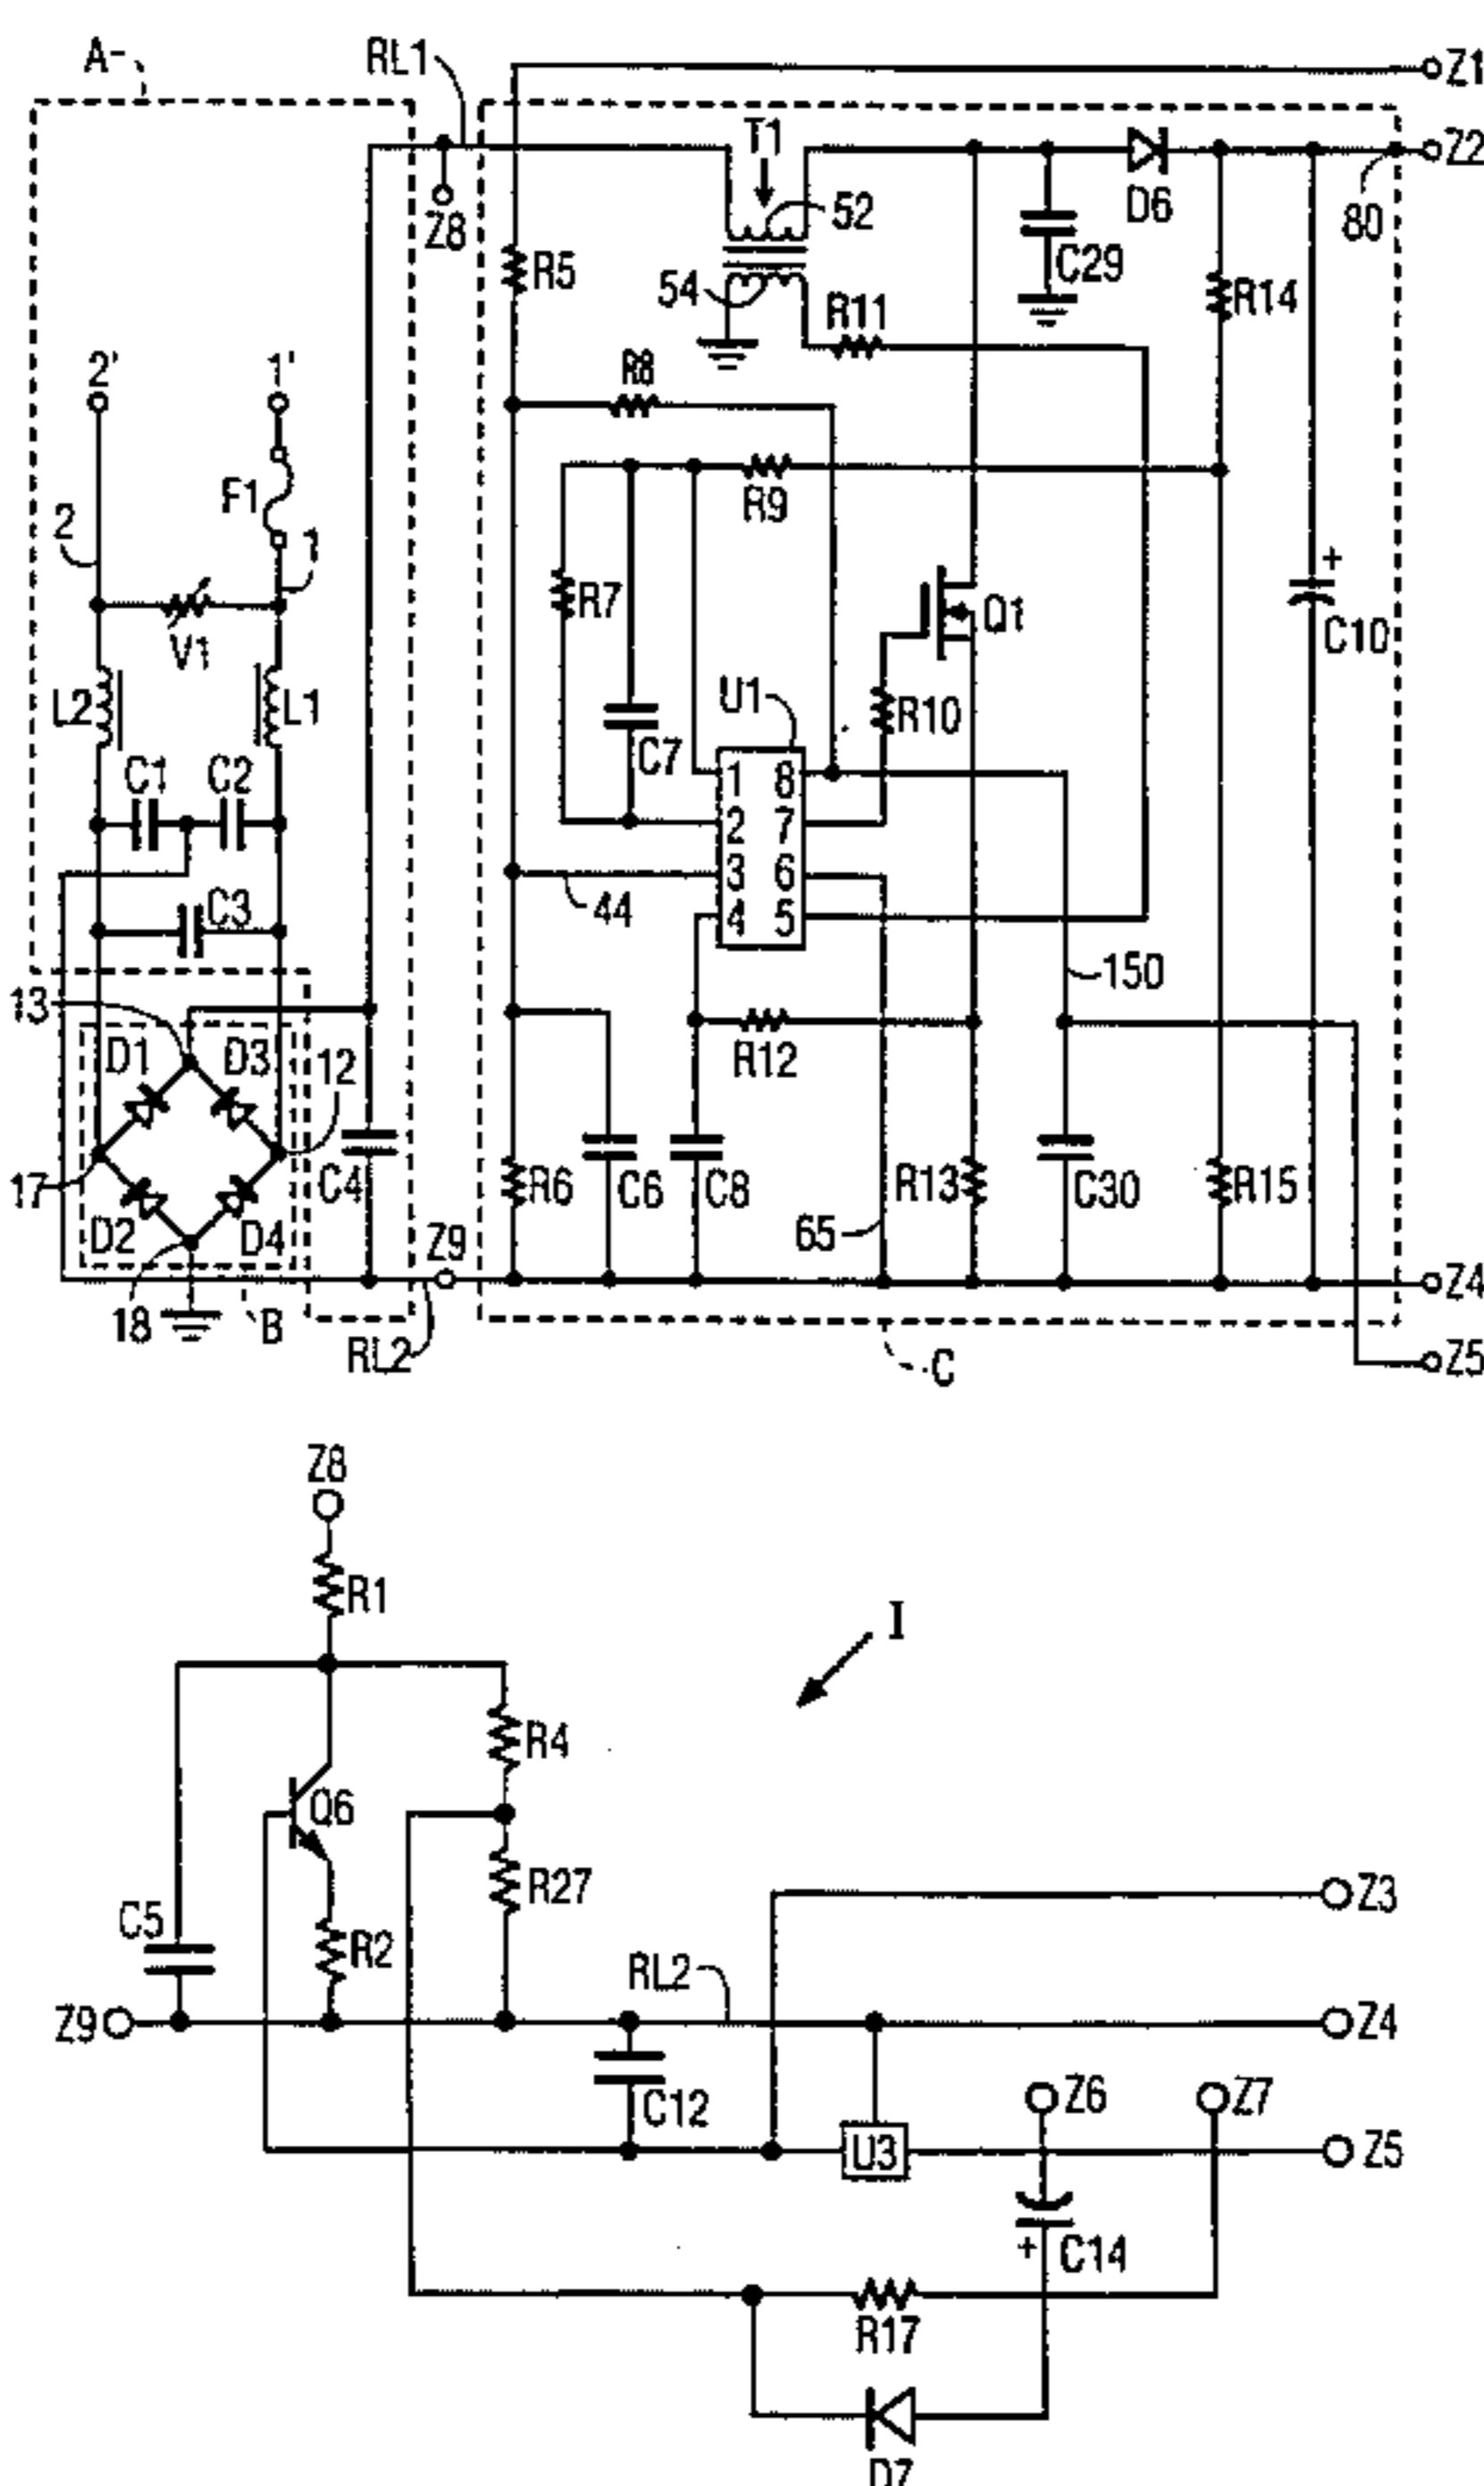 A
RL1
Z1
T1
Z2
52
D6
80
Z8
R5
C29
54
R11
R14
2'
1'
R8
F1
R9
2
1
R7
Q1
C10
+
V1
L2
L1
U1
R10
C1
C2
C7
1 8
2 7
3 6
4 5
C3
44
150
13
D1
D3
12
R12
17
C4
R6
C6
C8
R13
C30
R15
D2
D4
65
Z9
Z4
18
B
RL2
C
Z5
Z8
R1
I
R4
Q6
R27
Z3
C5
R2
RL2
Z9
Z4
C12
Z6
Z7
U3
Z5
+
C14
R17
D7